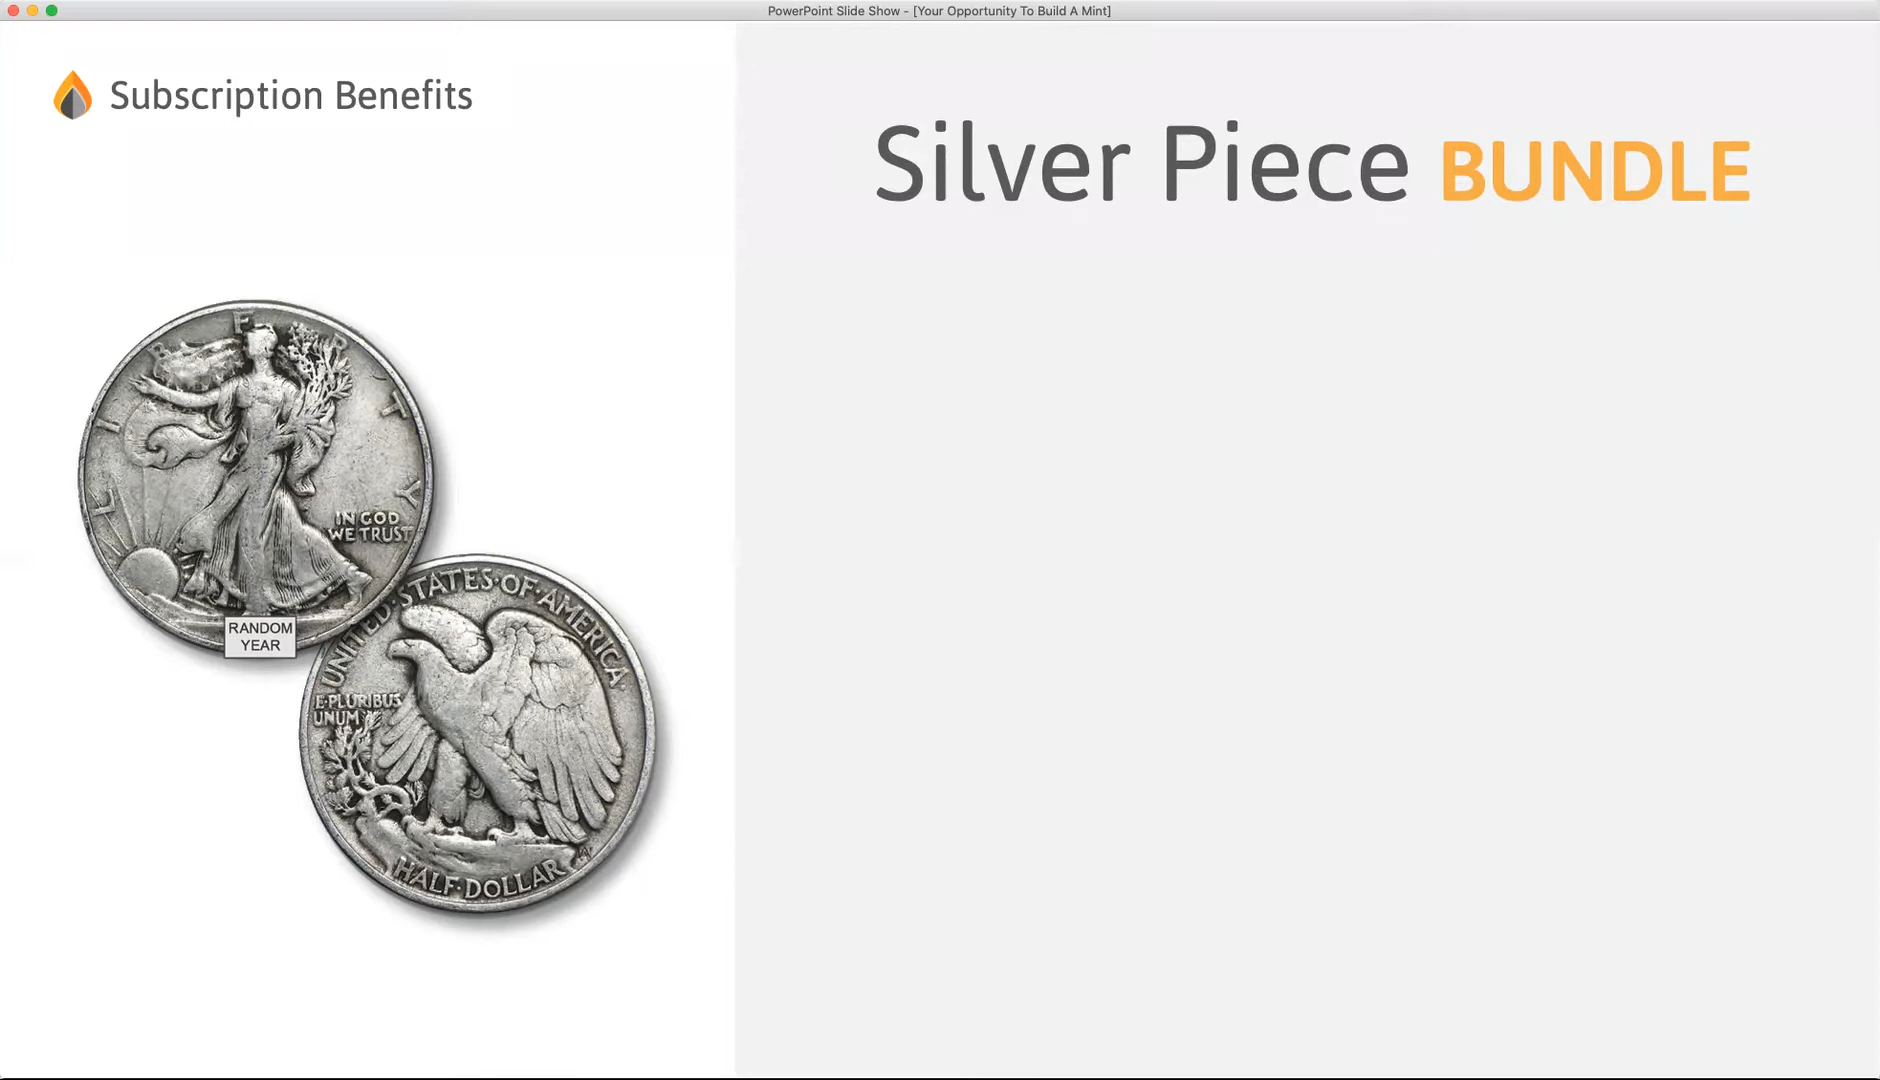 PowerPoint Slide Show - [Your Opportunity To Build A Mint]
Subscription Benefits
Silver Piece BUNDLE
LIBERTY
IN GOD
WE TRUST
RANDOM
YEAR
UNITED·STATES·OF·AMERICA
E·PLURIBUS
UNUM
HALF·DOLLAR